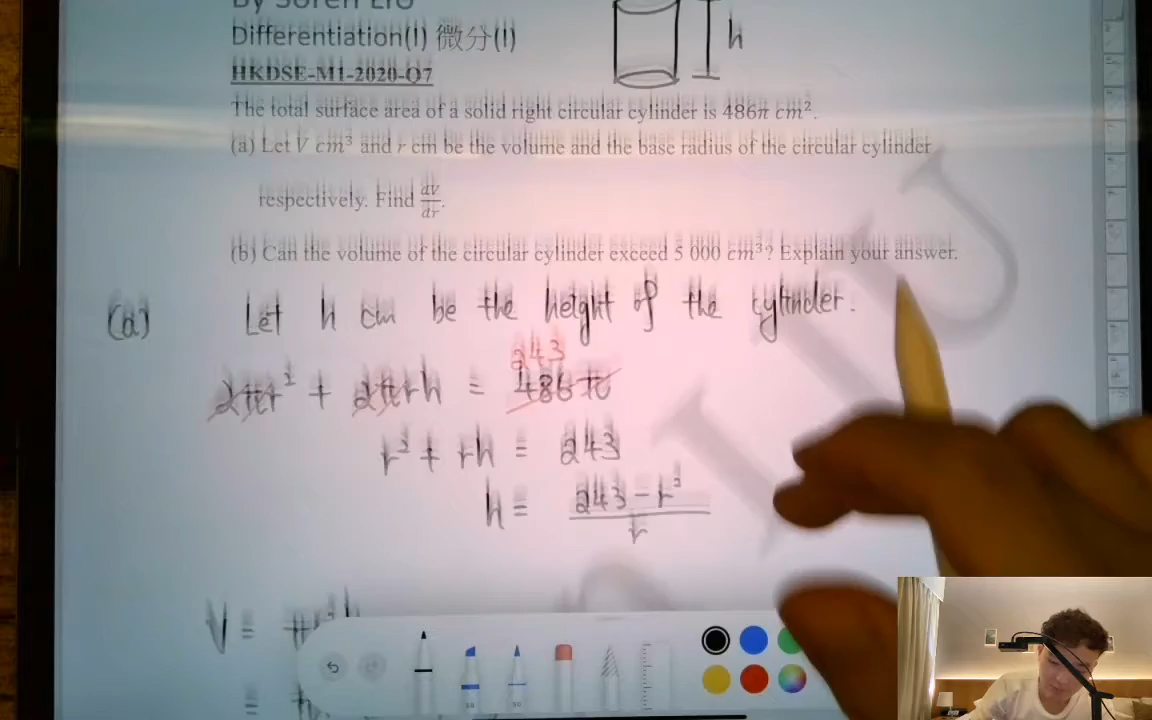 By Soren
Differentiation(I) 微分(I)
h
HKDSE-M1-2020-Q7
The total surface area of a solid right circular cylinder is 486π cm².
(a) Let V cm³ and r cm be the volume and the base radius of the circular cylinder
respectively. Find dV/dr.
(b) Can the volume of the circular cylinder exceed 5 000 cm³? Explain your answer.
(a) Let h cm be the height of the cylinder.
243
2πr² + 2πrh = 486π
r² + rh = 243
h = 243 - r² / r
V = πr²h
=